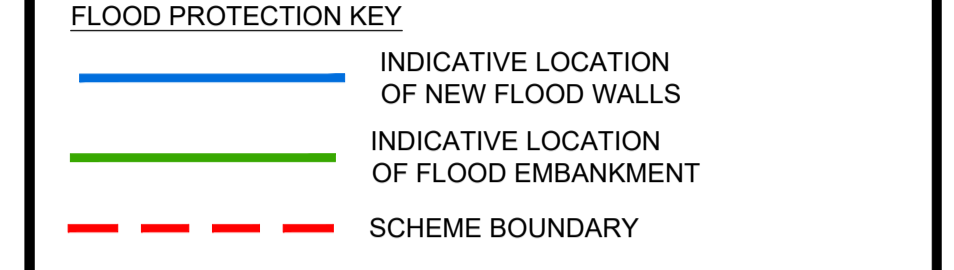 FLOOD PROTECTION KEY
INDICATIVE LOCATION
OF NEW FLOOD WALLS
INDICATIVE LOCATION
OF FLOOD EMBANKMENT
SCHEME BOUNDARY